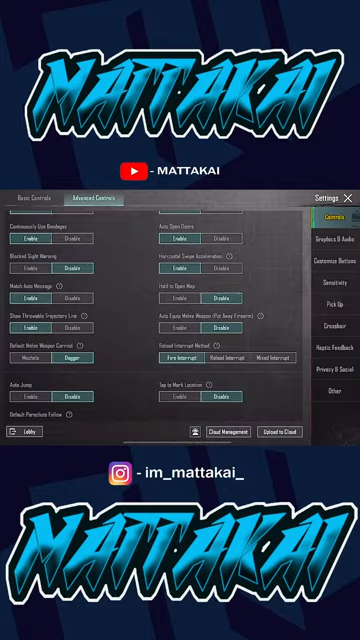 MATTAKAI
- MATTAKAI
Basic Controls
Advanced Controls
Settings
Continuously Use Bandages
Enable Disable
Auto Open Doors
Enable Disable
Blocked Sight Warning
Enable Disable
Horizontal Swipe Acceleration
Enable Disable
Match Auto Message
Enable Disable
Hold to Open Map
Enable Disable
Show Throwable Trajectory Line
Enable Disable
Auto Equip Melee Weapon (Put Away Firearm)
Enable Disable
Default Melee Weapon Carried
Machete Dagger
Reload Interrupt Method
Fire Interrupt Reload Interrupt Mixed Interrupt
Auto Jump
Enable Disable
Tap to Mark Location
Enable Disable
Default Parachute Follow
Controls
Graphics & Audio
Customize Buttons
Sensitivity
Pick Up
Crosshair
Haptic Feedback
Privacy & Social
Other
Lobby
Cloud Management
Upload to Cloud
- im_mattakai_
MATTAKAI